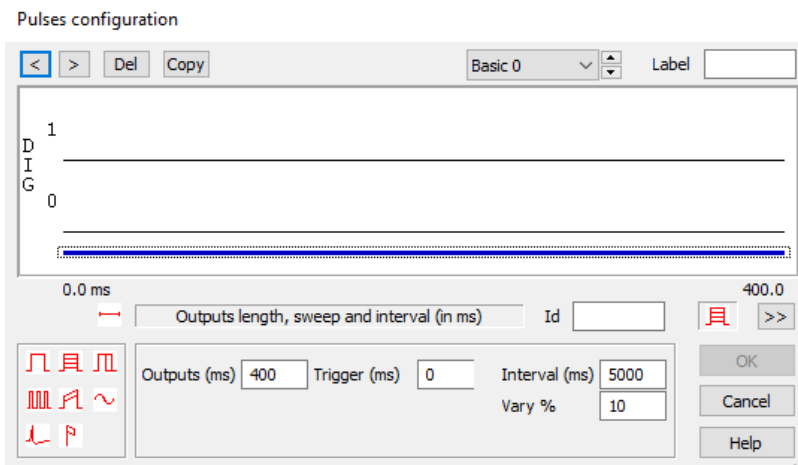 Pulses configuration
< > Del Copy Basic 0 Label
DIG
1
0
0.0 ms 400.0
Outputs length, sweep and interval (in ms) Id >>
Outputs (ms) 400 Trigger (ms) 0 Interval (ms) 5000 OK
Vary % 10 Cancel
Help